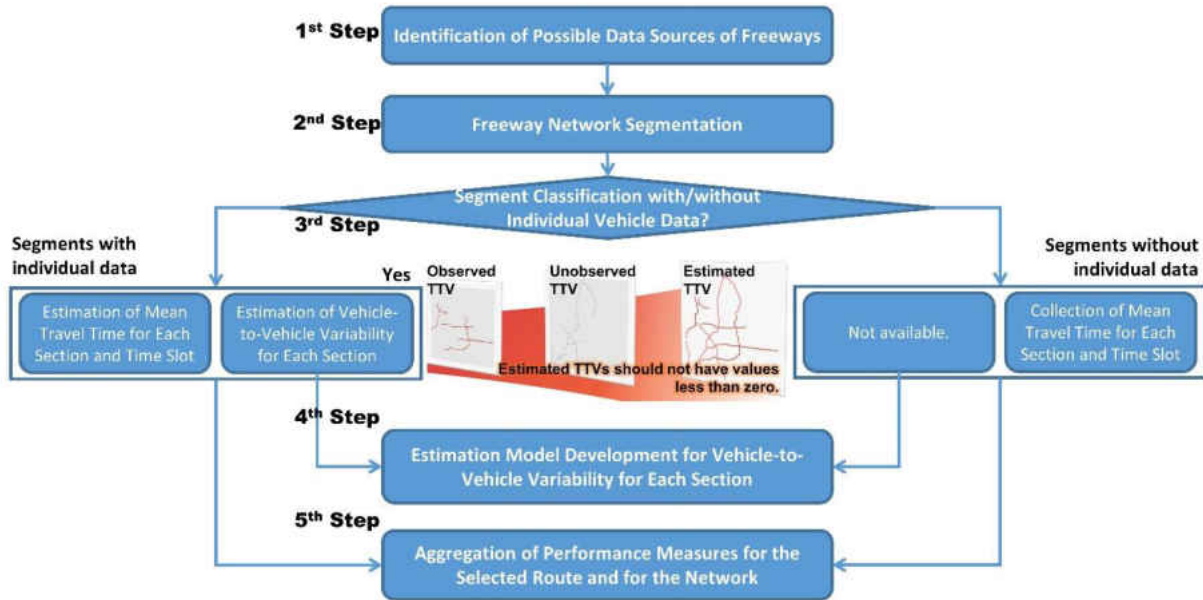 1st Step
Identification of Possible Data Sources of Freeways
2nd Step
Freeway Network Segmentation
Segment Classification with/without
Individual Vehicle Data?
3rd Step
Segments with
individual data
Yes
Observed
TTV
Unobserved
TTV
Estimated
TTV
Segments without
individual data
Estimation of Mean
Travel Time for Each
Section and Time Slot
Estimation of Vehicle-
to-Vehicle Variability
for Each Section
Estimated TTVs should not have values
less than zero.
Not available.
Collection of Mean
Travel Time for Each
Section and Time Slot
4th Step
Estimation Model Development for Vehicle-to-
Vehicle Variability for Each Section
5th Step
Aggregation of Performance Measures for the
Selected Route and for the Network